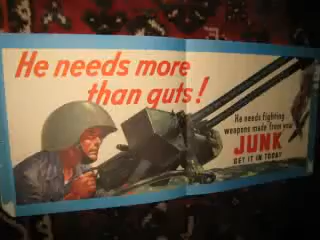 He needs more
than guts!
He needs fighting
weapons made from your
JUNK
GET IT IN TODAY